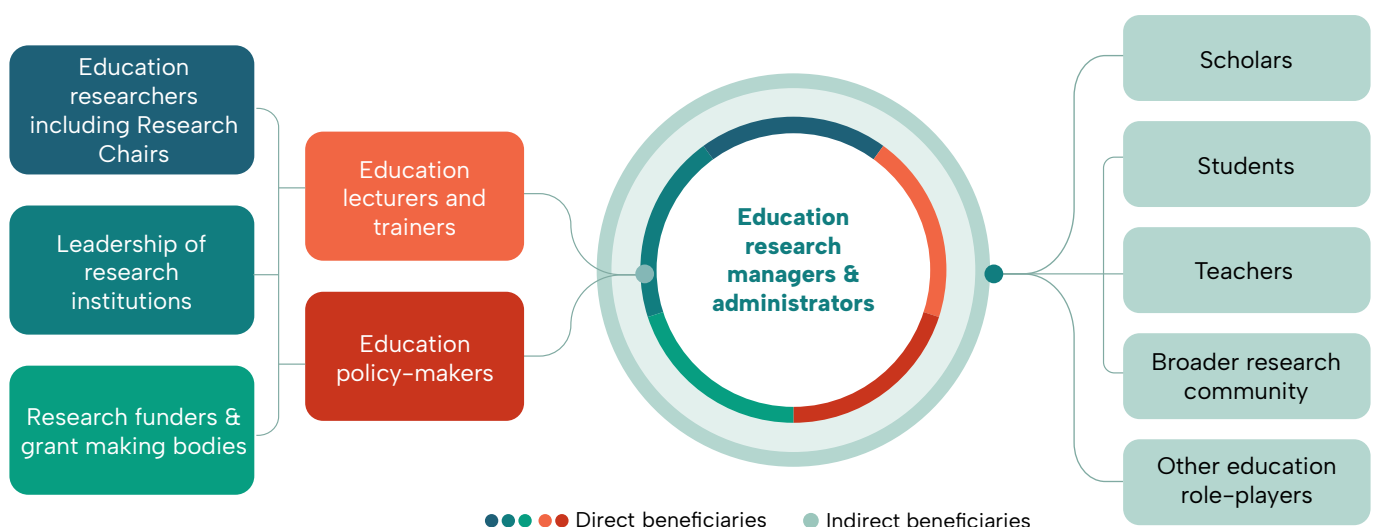 Education
researchers
including Research
Chairs
Leadership of
research
institutions
Research funders &
grant making bodies
Education
lecturers and
trainers
Education
policy-makers
Education
research
managers &
administrators
Scholars
Students
Teachers
Broader research
community
Other education
role-players
Direct beneficiaries
Indirect beneficiaries